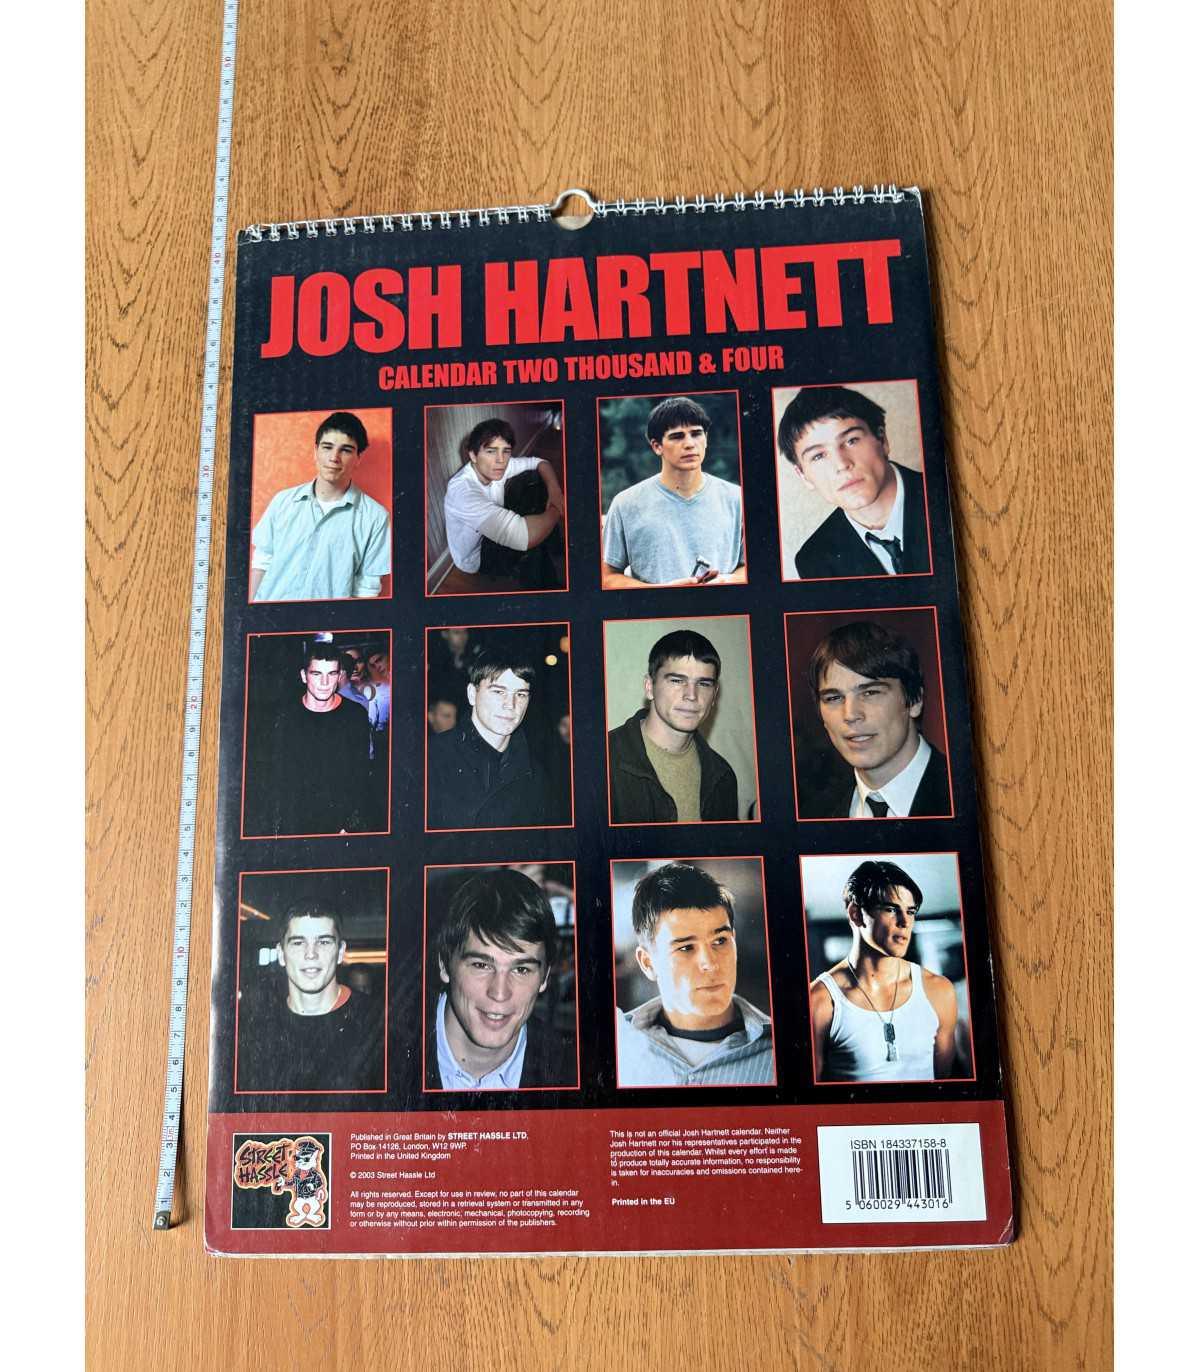 JOSH HARTNETT
CALENDAR TWO THOUSAND & FOUR
STREET
HASSLE
Published in Great Britain by STREET HASSLE LTD.
PO Box 14126, London, W12 9WP.
Printed in the United Kingdom
© 2003 Street Hassle Ltd
All rights reserved. Except for use in review, no part of this calendar
may be reproduced, stored in a retrieval system or transmitted in any
form or by any means, electronic, mechanical, photocopying, recording
or otherwise without prior within permission of the publishers.
This is not an official Josh Hartnett calendar. Neither
Josh Hartnett nor his representatives participated in the
production of this calendar. Whilst every effort is made
to produce totally accurate information, no responsibility
is taken for inaccuracies and omissions contained here-
in.
Printed in the EU
ISBN 184337158-8
5 060029 443016